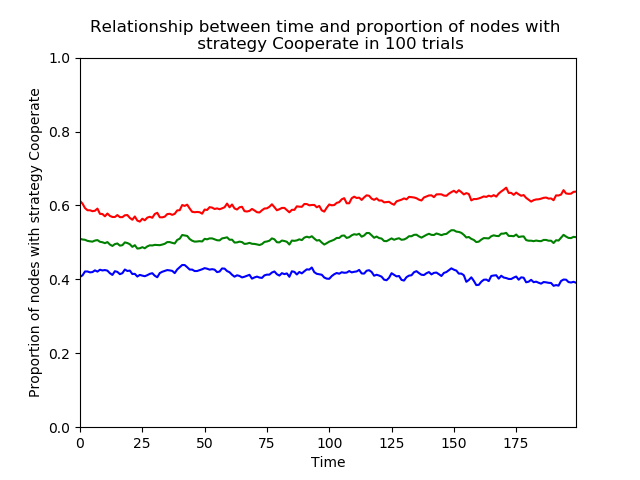 Relationship between time and proportion of nodes with
strategy Cooperate in 100 trials
Proportion of nodes with strategy Cooperate
1.0
0.8
0.6
0.4
0.2
0.0
0 25 50 75 100 125 150 175
Time